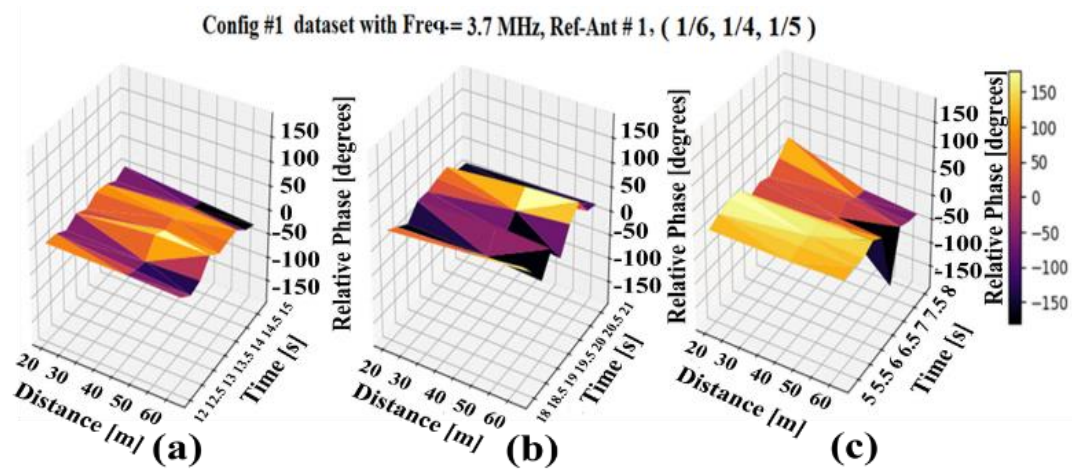 Config #1 dataset with Freq.= 3.7 MHz, Ref-Ant # 1, ( 1/6, 1/4, 1/5 )
150
100
50
0
-50
-100
-150
Relative Phase [degrees]
20 30 40 50 60
Distance [m]
12 12.5 13 13.5 14 14.5 15
Time [s]
(a)
150
100
50
0
-50
-100
-150
Relative Phase [degrees]
20 30 40 50 60
Distance [m]
18 18.5 19 19.5 20 20.5 21
Time [s]
(b)
150
100
50
0
-50
-100
-150
Relative Phase [degrees]
20 30 40 50 60
Distance [m]
5 5.5 6 6.5 7 7.5 8
Time [s]
(c)
150
100
50
0
−50
−100
−150